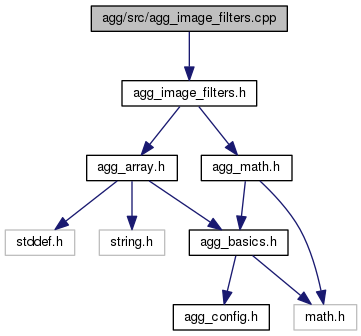 agg/src/agg_image_filters.cpp
agg_image_filters.h
agg_array.h
agg_math.h
stddef.h
string.h
agg_basics.h
agg_config.h
math.h